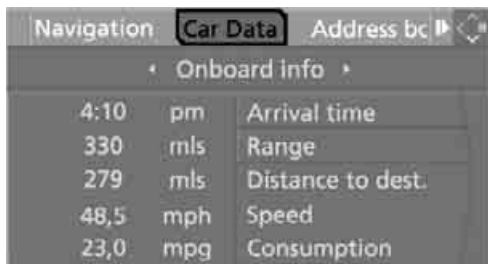 Navigation Car Data Address bo
Onboard info
4:10 pm Arrival time
330 mls Range
279 mls Distance to dest.
48,5 mph Speed
23,0 mpg Consumption